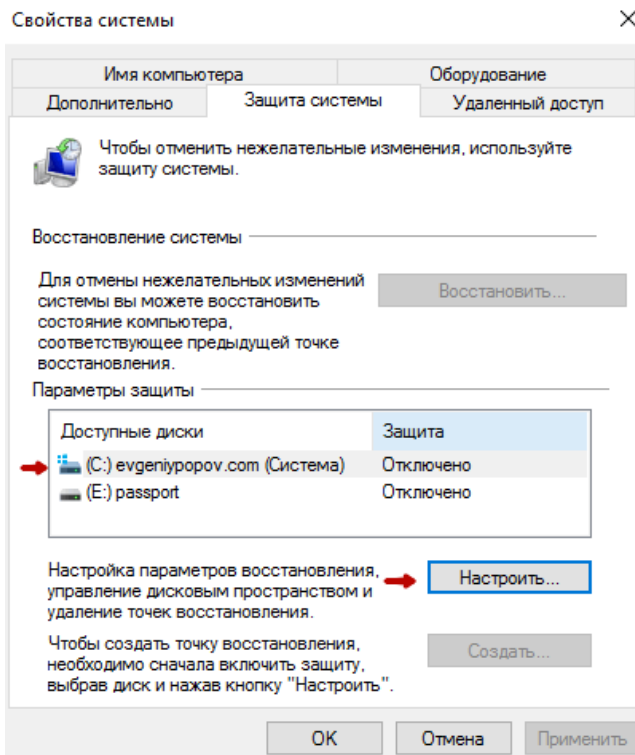 Свойства системы
Имя компьютера
Оборудование
Дополнительно
Защита системы
Удаленный доступ
Чтобы отменить нежелательные изменения, используйте
защиту системы.
Восстановление системы
Для отмены нежелательных изменений
системы вы можете восстановить
состояние компьютера,
соответствующее предыдущей точке
восстановления.
Восстановить...
Параметры защиты
Доступные диски
Защита
(C:) evgeniypopov.com (Система)
Отключено
(E:) passport
Отключено
Настройка параметров восстановления,
управление дисковым пространством и
удаление точек восстановления.
Настроить...
Чтобы создать точку восстановления,
необходимо сначала включить защиту,
выбрав диск и нажав кнопку "Настроить".
Создать...
OK
Отмена
Применить